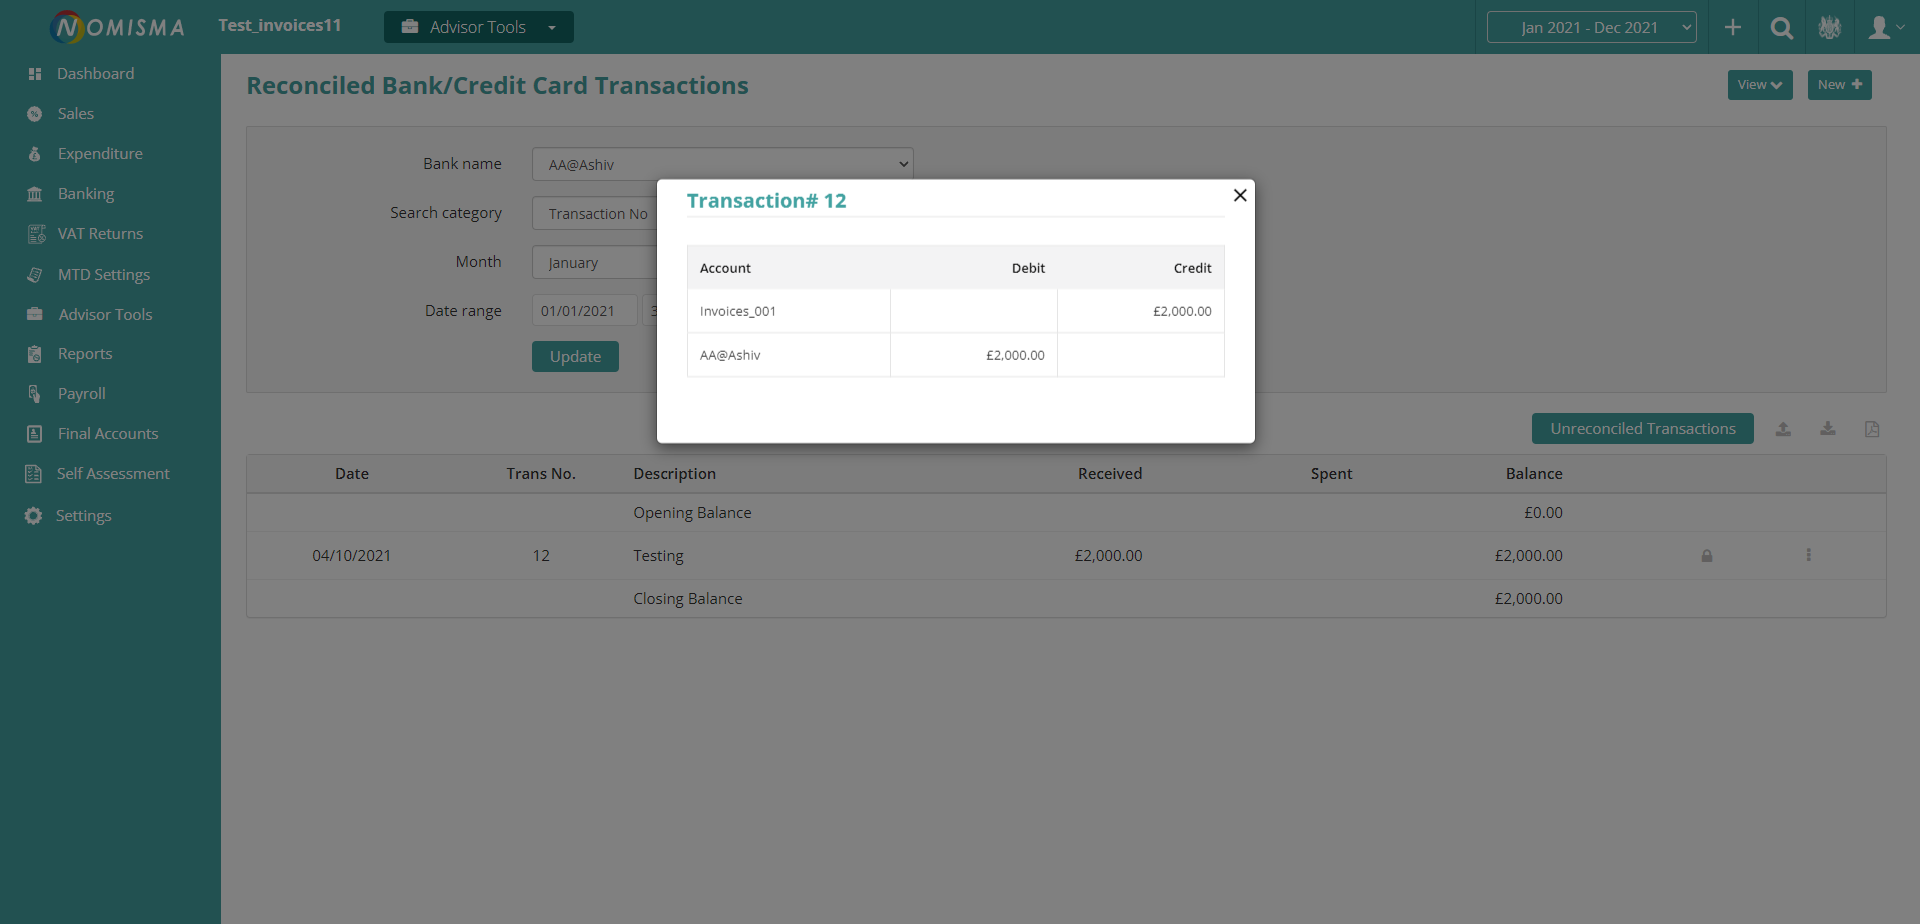 NOMISMA
Test_invoices11
Advisor Tools
Jan 2021 - Dec 2021
Dashboard
Sales
Expenditure
Banking
VAT Returns
MTD Settings
Advisor Tools
Reports
Payroll
Final Accounts
Self Assessment
Settings
Reconciled Bank/Credit Card Transactions
View
New
Bank name
AA@Ashiv
Search category
Transaction No
Month
January
Date range
01/01/2021
3
Update
Transaction# 12
Account Debit Credit
Invoices_001 £2,000.00
AA@Ashiv £2,000.00
Unreconciled Transactions
Date Trans No. Description Received Spent Balance
Opening Balance £0.00
04/10/2021 12 Testing £2,000.00 £2,000.00
Closing Balance £2,000.00